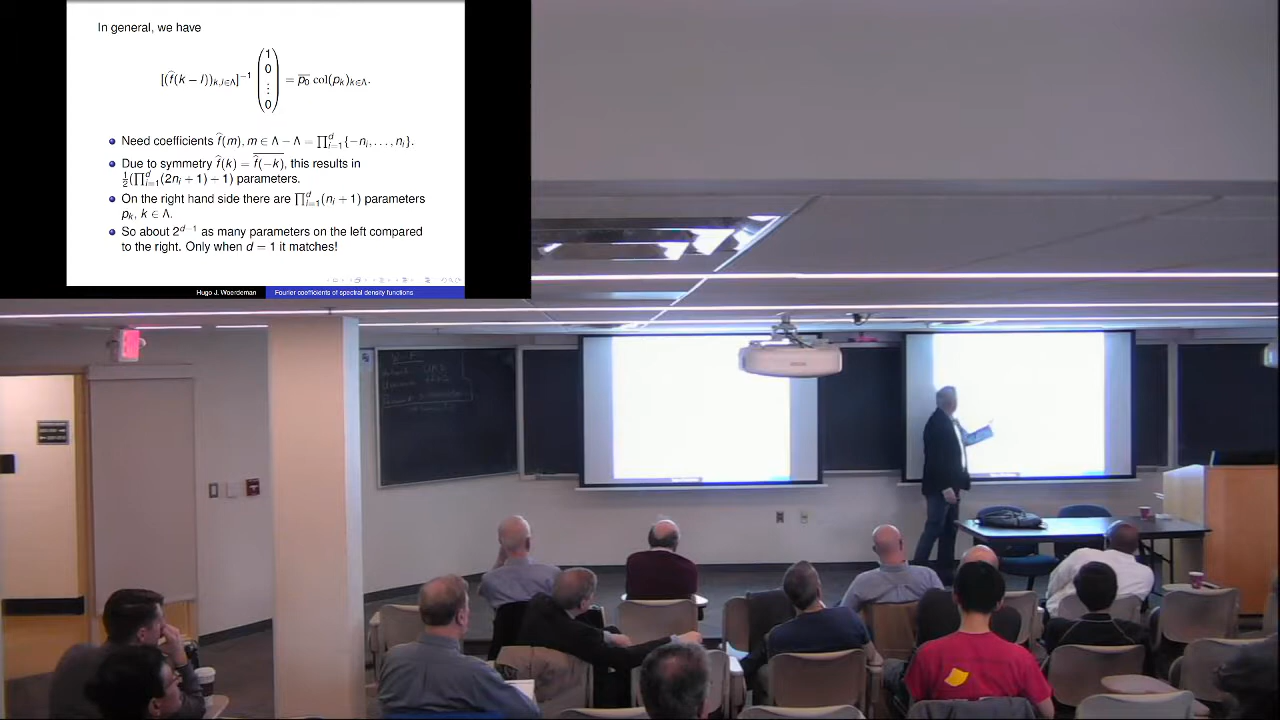 In general, we have
[(f̂(k − l))k,l∈Λ]⁻¹ (1 0 ⋮ 0) = p̄₀ col(pₖ)k∈Λ.
Need coefficients f̂(m), m ∈ Λ − Λ = ∏ᵈᵢ₌₁{−nᵢ, . . . , nᵢ}.
Due to symmetry f̂(k) = \overline{f̂(−k)}, this results in
½(∏ᵈᵢ₌₁(2nᵢ + 1) + 1) parameters.
On the right hand side there are ∏ᵈᵢ₌₁(nᵢ + 1) parameters
pₖ, k ∈ Λ.
So about 2ᵈ⁻¹ as many parameters on the left compared
to the right. Only when d = 1 it matches!
Hugo J. Woerdeman Fourier coefficients of spectral density functions